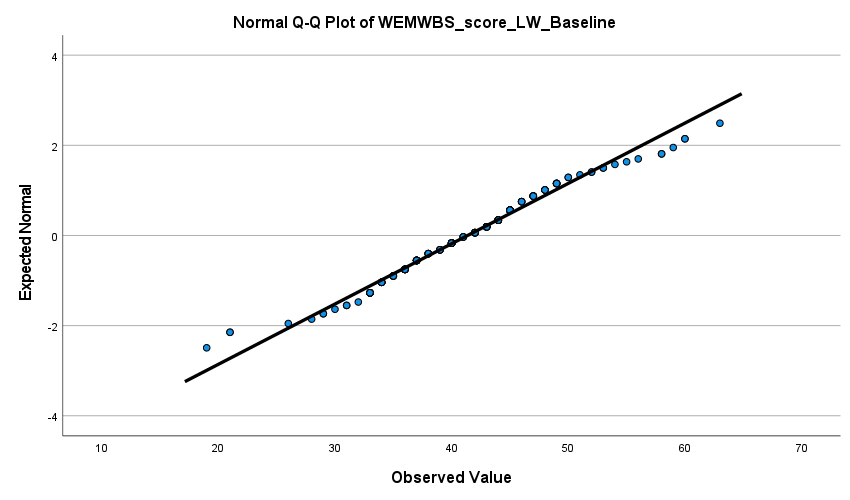 Normal Q-Q Plot of WEMWBS_score_LW_Baseline
4
2
0
-2
-4
Expected Normal
10 20 30 40 50 60 70
Observed Value